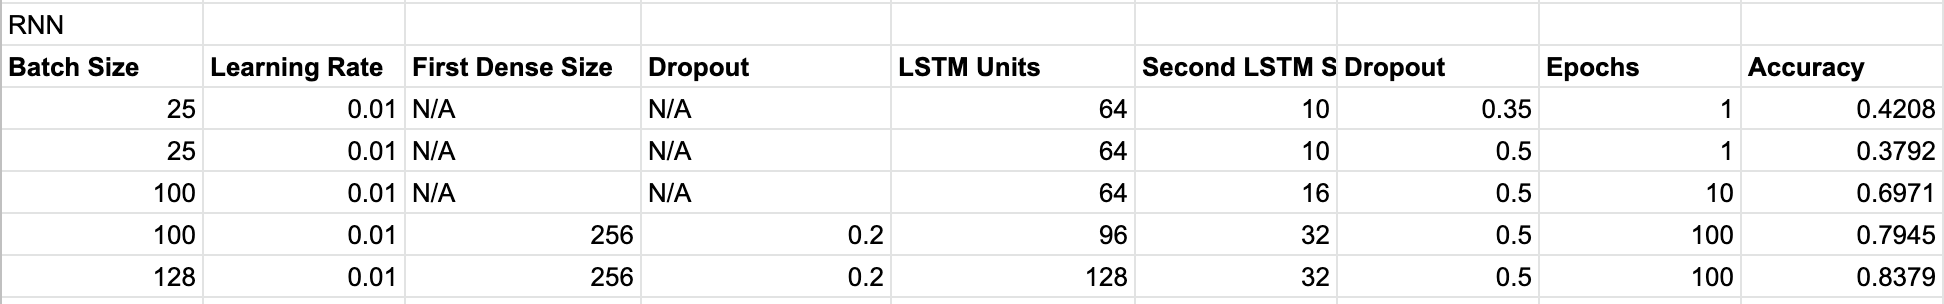 RNN
Batch Size Learning Rate First Dense Size Dropout LSTM Units Second LSTM S Dropout Epochs Accuracy
25 0.01 N/A N/A 64 10 0.35 1 0.4208
25 0.01 N/A N/A 64 10 0.5 1 0.3792
100 0.01 N/A N/A 64 16 0.5 10 0.6971
100 0.01 256 0.2 96 32 0.5 100 0.7945
128 0.01 256 0.2 128 32 0.5 100 0.8379